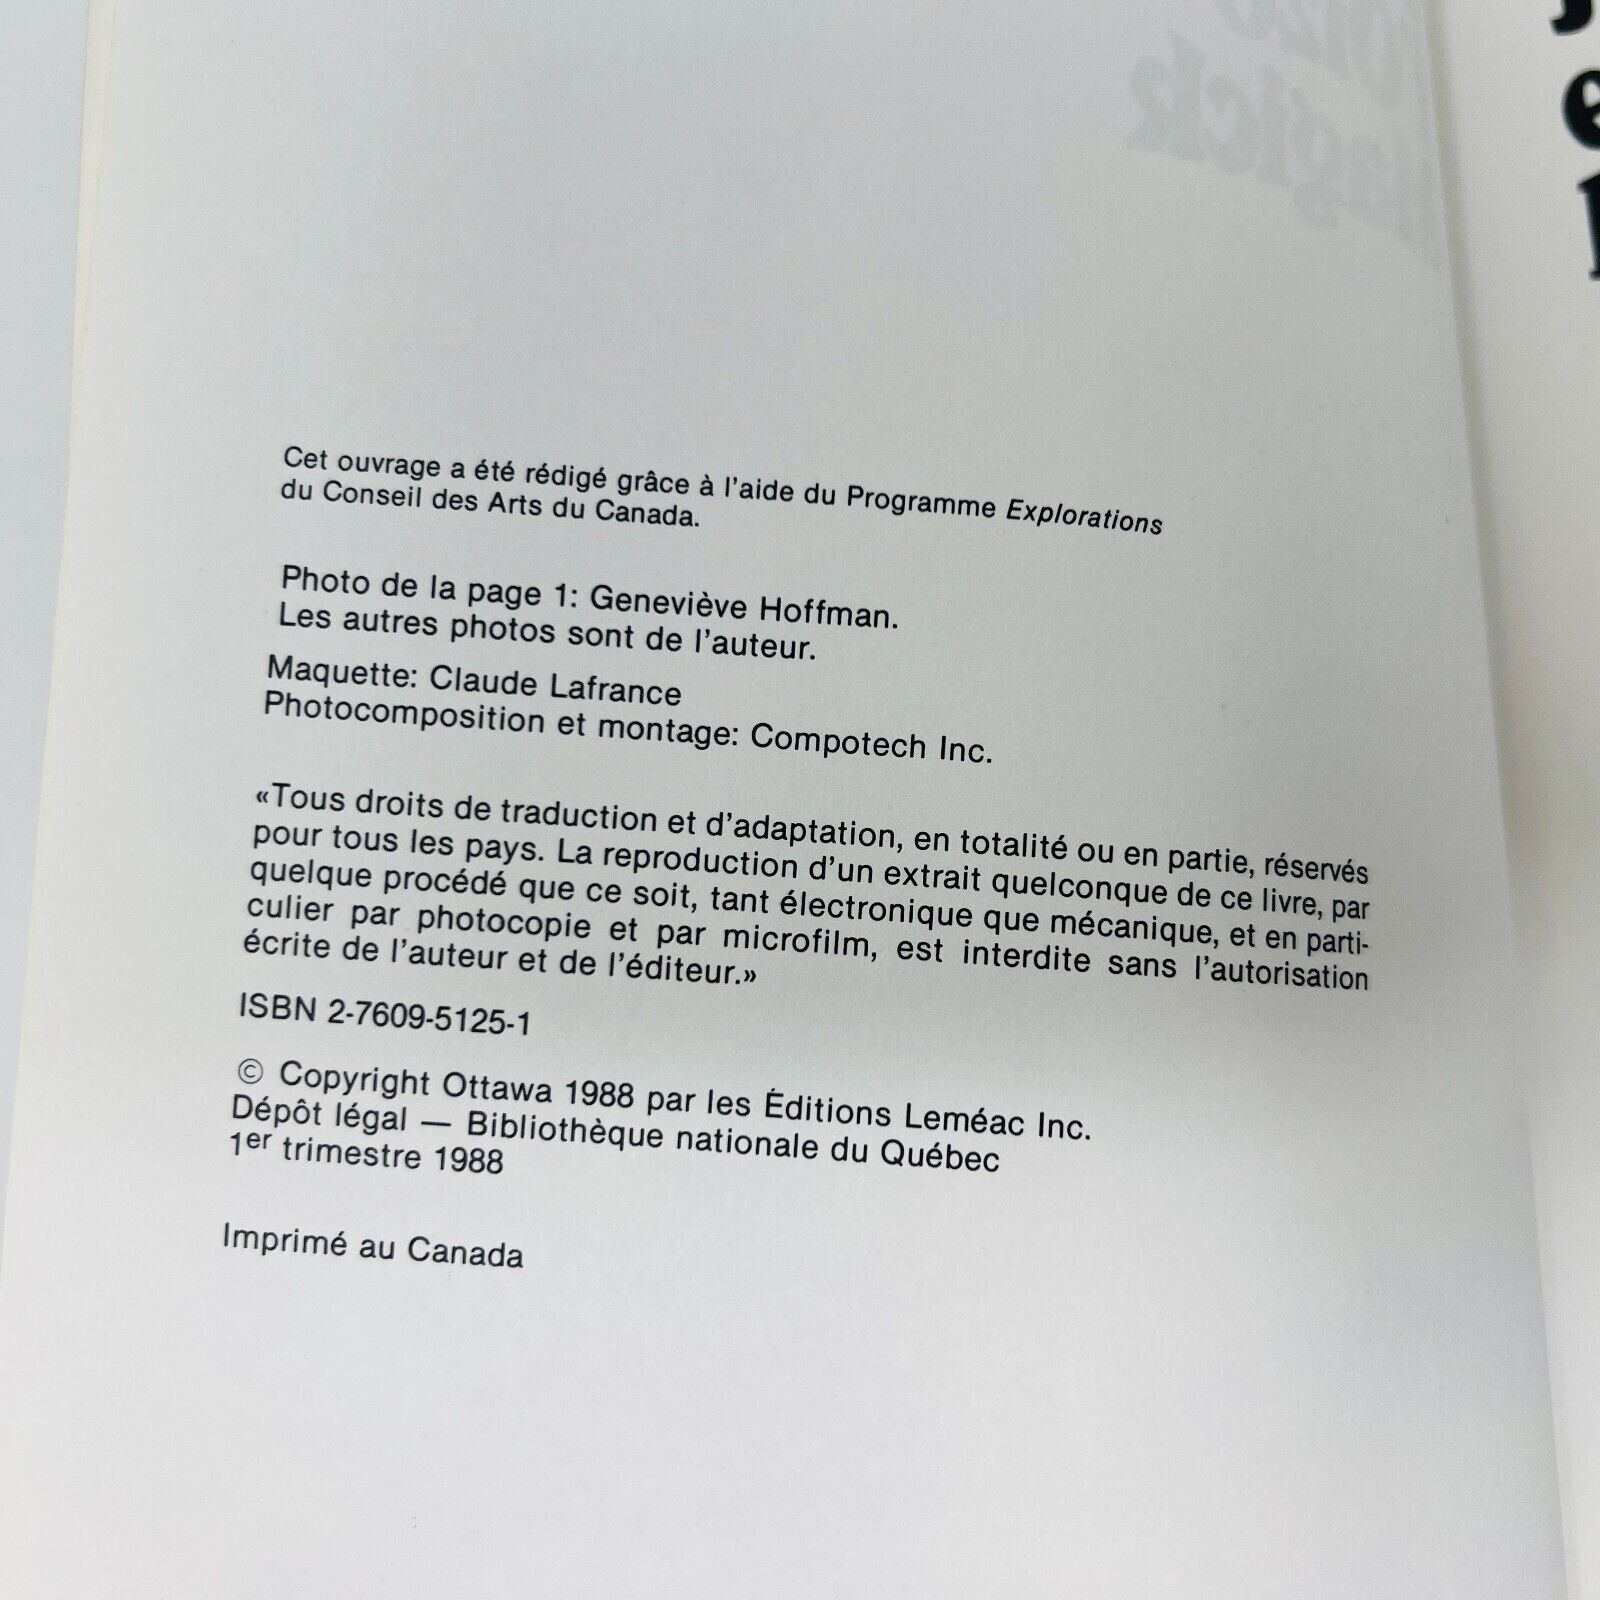 Cet ouvrage a été rédigé grâce à l'aide du Programme Explorations
du Conseil des Arts du Canada.
Photo de la page 1: Geneviève Hoffman.
Les autres photos sont de l'auteur.
Maquette: Claude Lafrance
Photocomposition et montage: Compotech Inc.
«Tous droits de traduction et d'adaptation, en totalité ou en partie, réservés
pour tous les pays. La reproduction d'un extrait quelconque de ce livre, par
quelque procédé que ce soit, tant électronique que mécanique, et en parti-
culier par photocopie et par microfilm, est interdite sans l'autorisation
écrite de l'auteur et de l'éditeur.»
ISBN 2-7609-5125-1
© Copyright Ottawa 1988 par les Éditions Leméac Inc.
Dépôt légal — Bibliothèque nationale du Québec
1er trimestre 1988
Imprimé au Canada